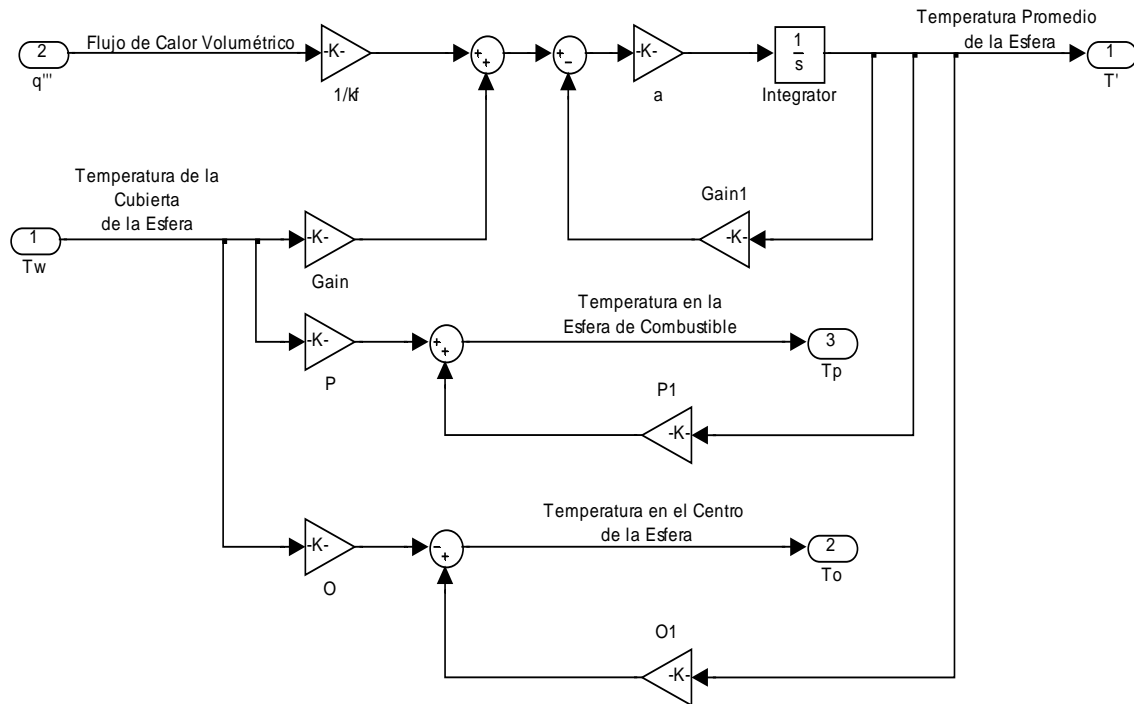 Temperatura Promedio
de la Esfera
2
Flujo de Calor Volumétrico
-K-
+
+
+
−
-K-
1
s
1
q'''
1/kf
a
Integrator
T'
Temperatura de la
Cubierta
de la Esfera
Gain1
1
-K-
-K-
Tw
Gain
Temperatura en la
Esfera de Combustible
-K-
+
+
3
P
Tp
P1
-K-
Temperatura en el Centro
de la Esfera
-K-
−
+
2
O
To
O1
-K-